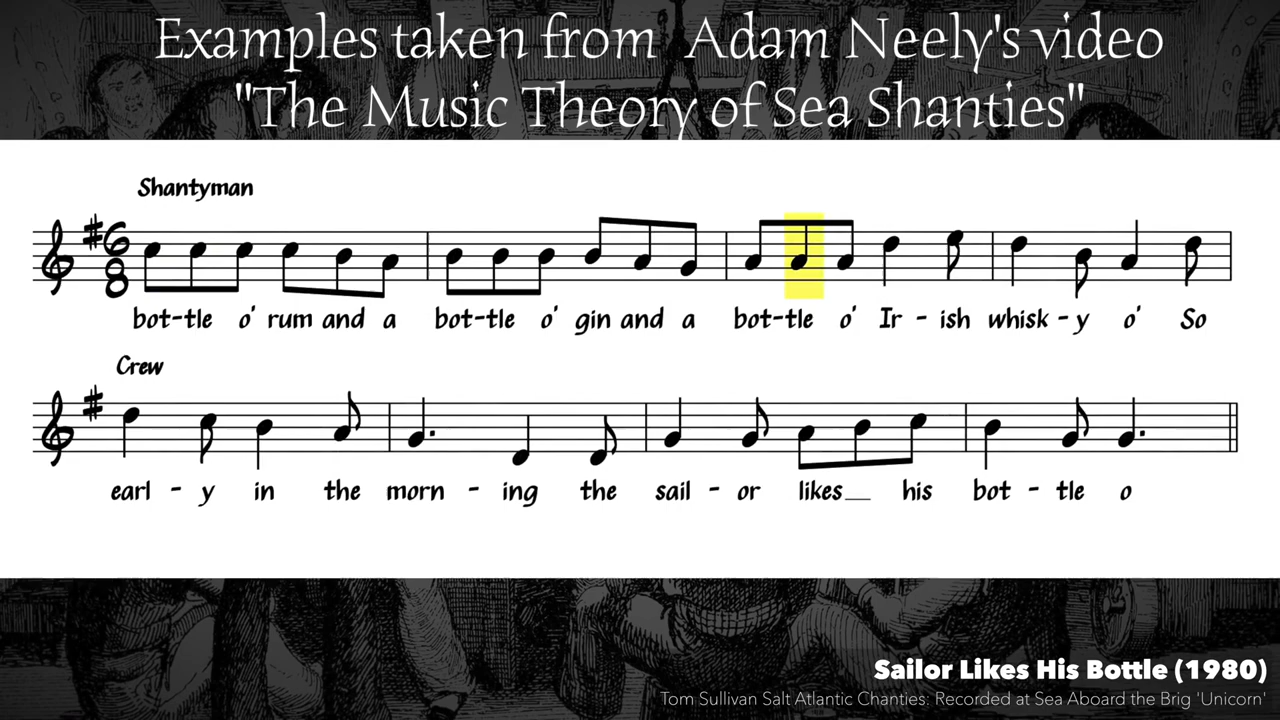 Examples taken from Adam Neely's video
"The Music Theory of Sea Shanties"
Shantyman
6
8
bot-tle o' rum and a bot-tle o' gin and a bot-tle o' Ir - ish whisk - y o' So
Crew
earl - y in the morn - ing the sail - or likes__ his bot - tle o
Sailor Likes His Bottle (1980)
Tom Sullivan Salt Atlantic Chanties: Recorded at Sea Aboard the Brig 'Unicorn'